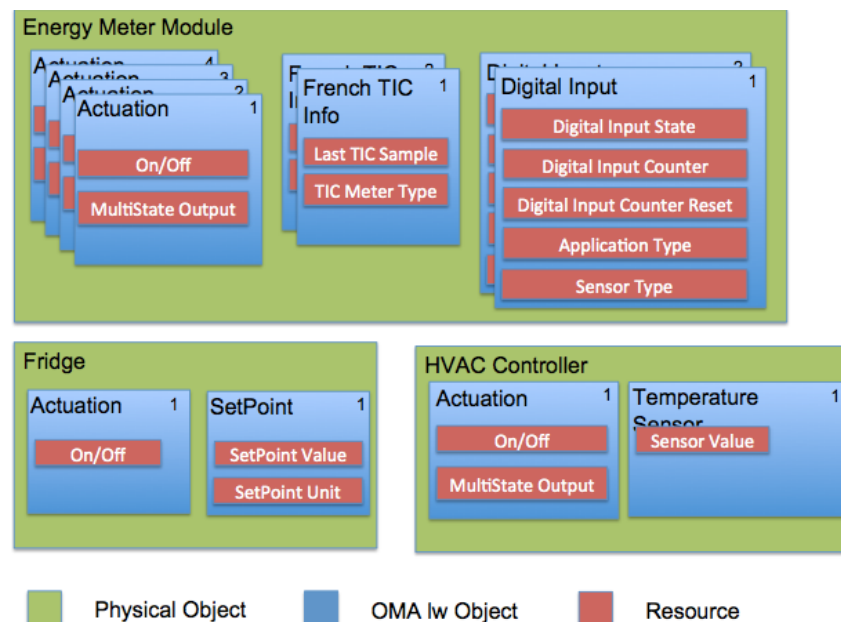 Energy Meter Module
Actuation 4
Actuation 3
Actuation 2
Actuation 1
On/Off
MultiState Output
French TIC 2
French TIC 1
Info
Last TIC Sample
TIC Meter Type
Digital Input 2
Digital Input 1
Digital Input State
Digital Input Counter
Digital Input Counter Reset
Application Type
Sensor Type
Fridge
Actuation 1
On/Off
SetPoint 1
SetPoint Value
SetPoint Unit
HVAC Controller
Actuation 1
On/Off
MultiState Output
Temperature 1
Sensor
Sensor Value
Physical Object
OMA lw Object
Resource